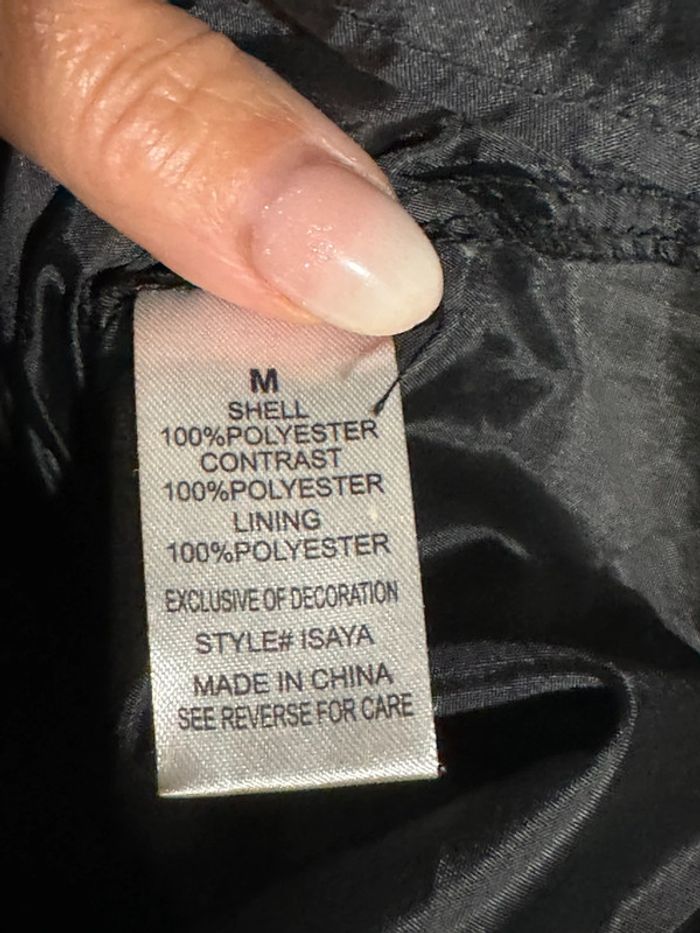 M
SHELL
100%POLYESTER
CONTRAST
100%POLYESTER
LINING
100%POLYESTER
EXCLUSIVE OF DECORATION
STYLE# ISAYA
MADE IN CHINA
SEE REVERSE FOR CARE